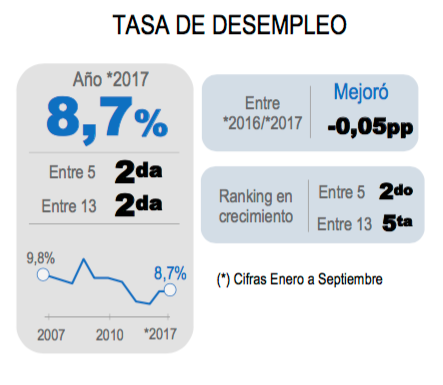 TASA DE DESEMPLEO
Año *2017
8,7%
Entre 5 2da
Entre 13 2da
9,8%
8,7%
2007 2010 *2017
Entre
*2016/*2017
Mejoró
-0,05pp
Ranking en
crecimiento
Entre 5 2do
Entre 13 5ta
(*) Cifras Enero a Septiembre